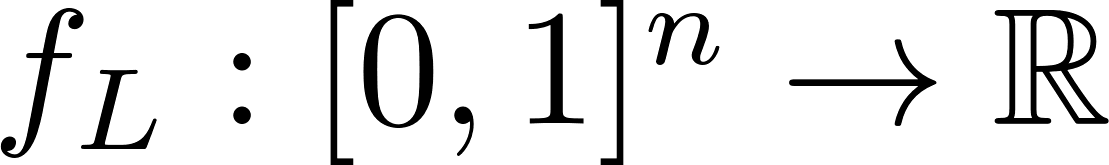 f_L : [0, 1]^n → ℝ